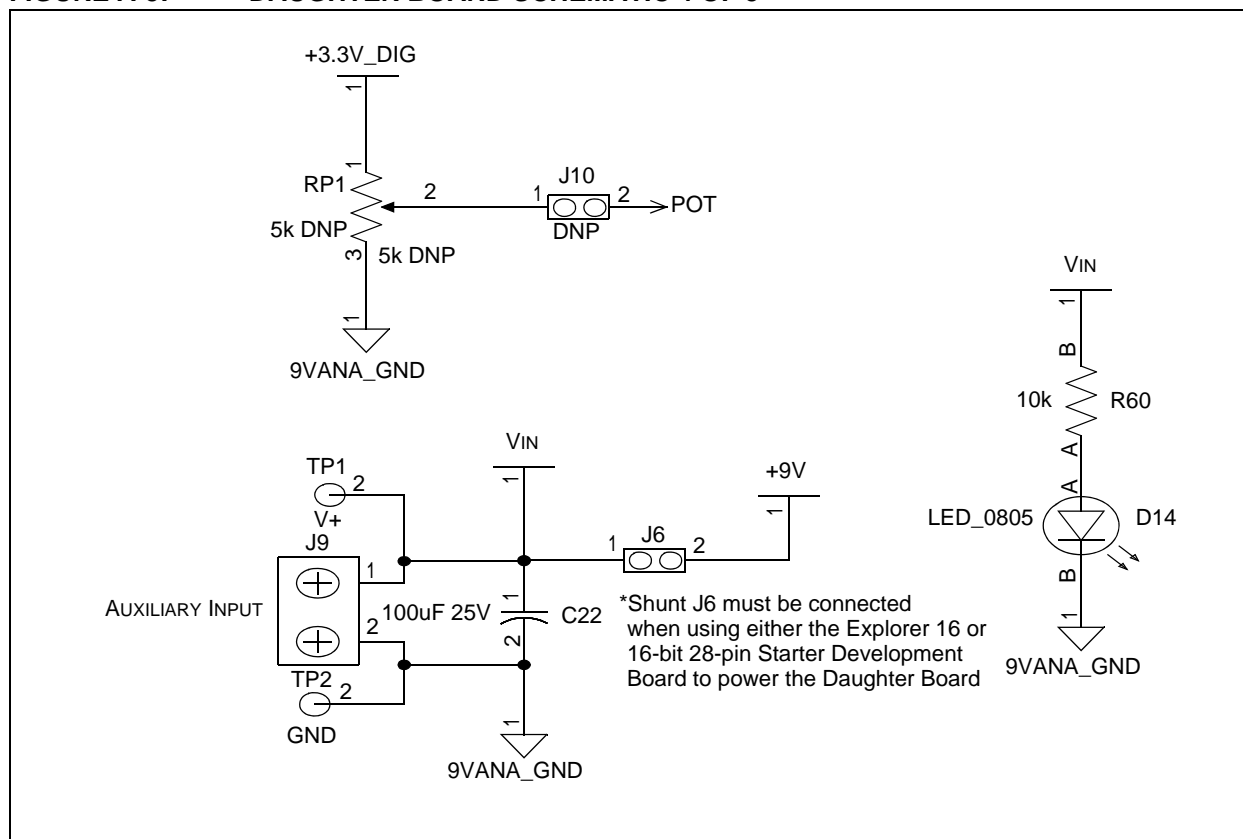 +3.3V_DIG
1
1
RP1
2
5k DNP
3
5k DNP
1
9VANA_GND
J10
1
2
POT
DNP
VIN
1
B
10k
R60
A
A
LED_0805
D14
B
1
9VANA_GND
VIN
1
+9V
1
TP1
2
V+
J9
1
AUXILIARY INPUT
2
TP2
2
GND
100uF 25V
1
C22
2
1
9VANA_GND
J6
1
2
*Shunt J6 must be connected
when using either the Explorer 16 or
16-bit 28-pin Starter Development
Board to power the Daughter Board